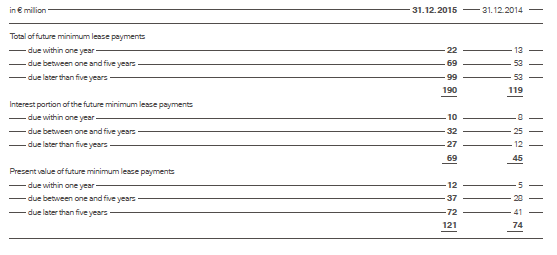 in € million 31.12.2015 31.12.2014
Total of future minimum lease payments
due within one year 22 13
due between one and five years 69 53
due later than five years 99 53
190 119
Interest portion of the future minimum lease payments
due within one year 10 8
due between one and five years 32 25
due later than five years 27 12
69 45
Present value of future minimum lease payments
due within one year 12 5
due between one and five years 37 28
due later than five years 72 41
121 74